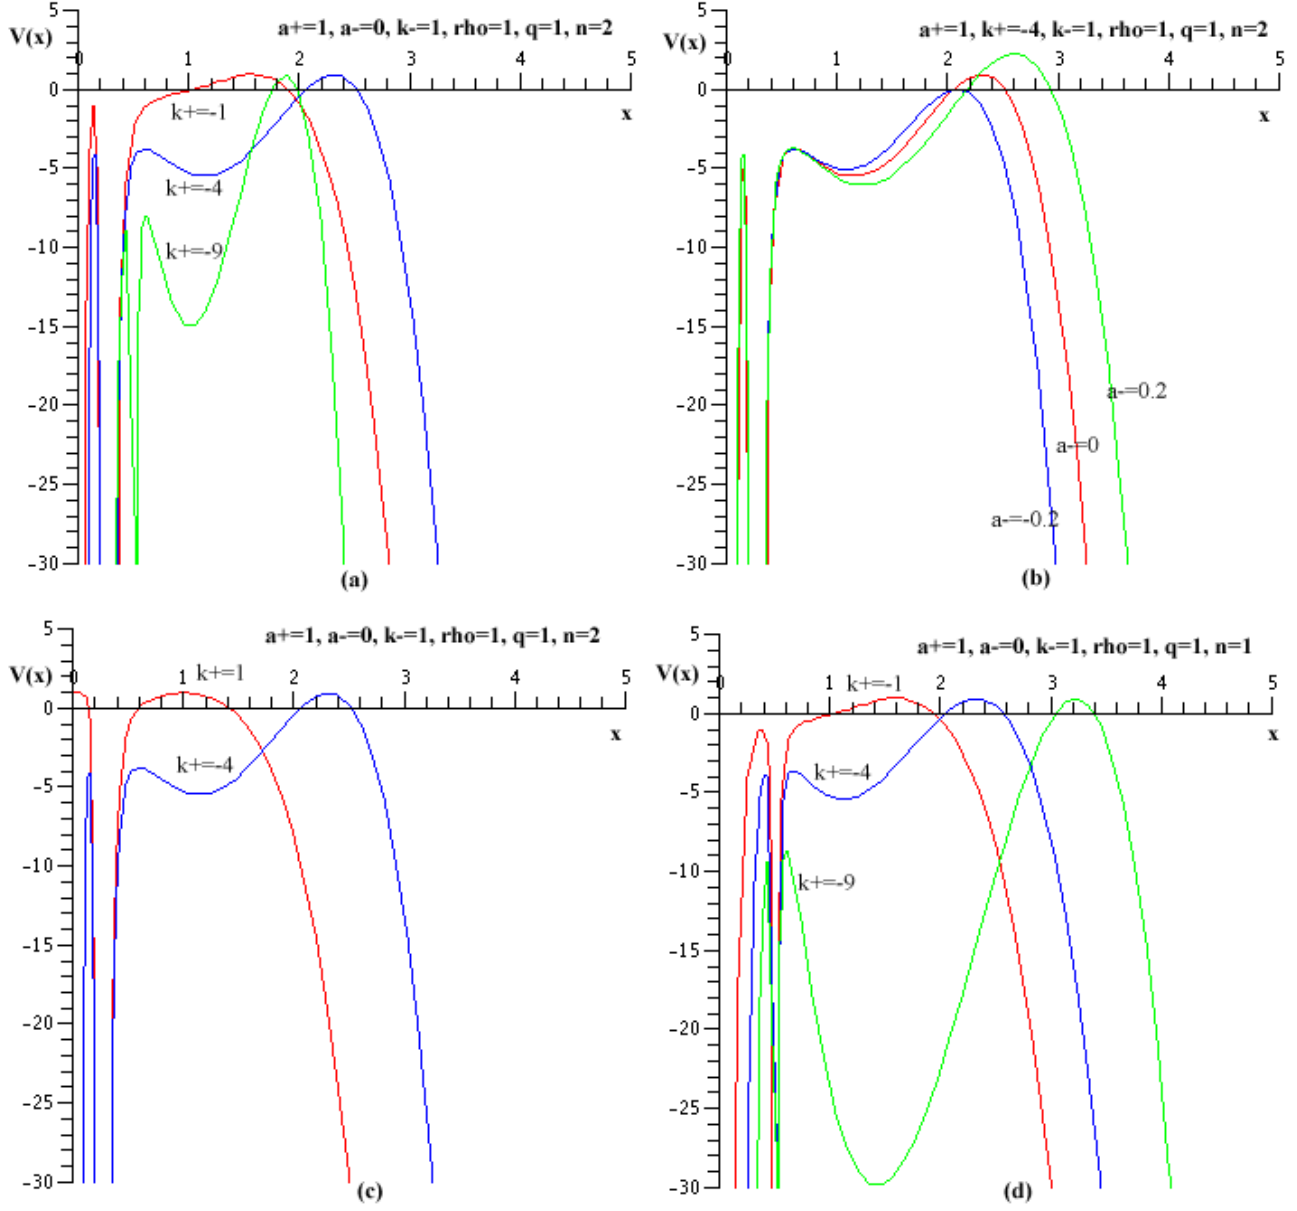 a+=1, a-=0, k-=1, rho=1, q=1, n=2
V(x)
5
0
-5
-10
-15
-20
-25
-30
0 1 2 3 4 5
x
k+=-1
k+=-4
k+=-9
(a)
a+=1, k+=-4, k-=1, rho=1, q=1, n=2
V(x)
5
0
-5
-10
-15
-20
-25
-30
0 1 2 3 4 5
x
a-=0.2
a-=0
a-=-0.2
(b)
a+=1, a-=0, k-=1, rho=1, q=1, n=2
V(x)
5
0
-5
-10
-15
-20
-25
-30
0 1 2 3 4 5
x
k+=1
k+=-4
(c)
a+=1, a-=0, k-=1, rho=1, q=1, n=1
V(x)
5
0
-5
-10
-15
-20
-25
-30
0 1 2 3 4 5
x
k+=-1
k+=-4
k+=-9
(d)